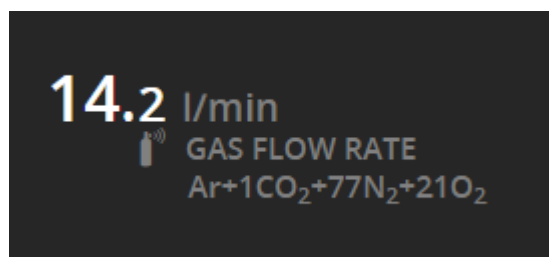 14.2 l/min
GAS FLOW RATE
Ar+1CO₂+77N₂+21O₂